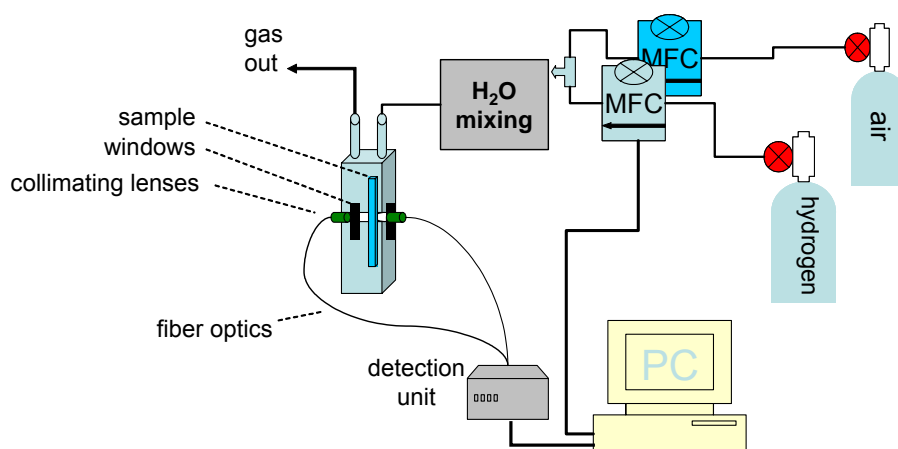 gas
out
sample
windows
collimating lenses
fiber optics
detection
unit
H₂O
mixing
MFC
MFC
air
hydrogen
PC